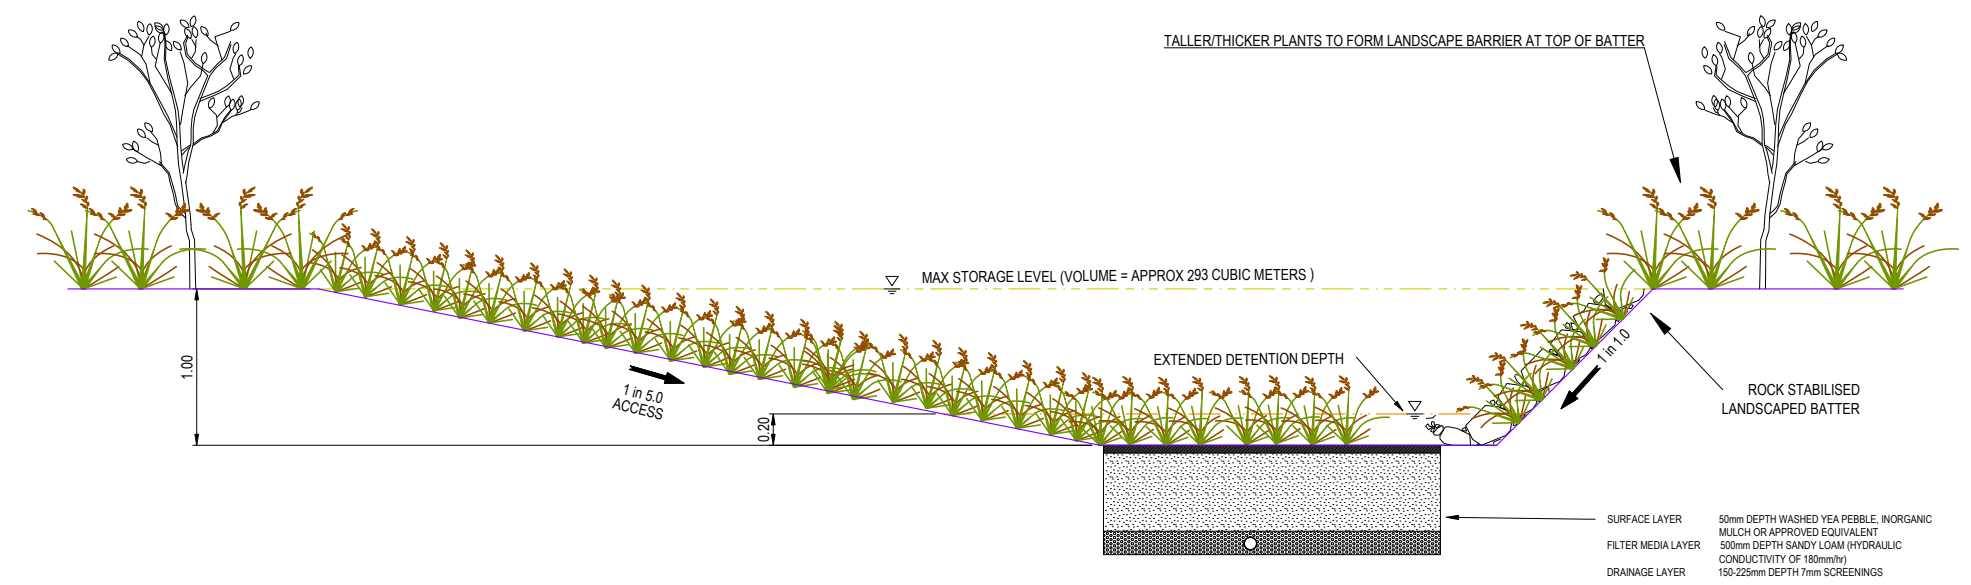 TALLER/THICKER PLANTS TO FORM LANDSCAPE BARRIER AT TOP OF BATTER
MAX STORAGE LEVEL (VOLUME = APPROX 293 CUBIC METERS )
1.00
1 in 5.0
ACCESS
0.20
EXTENDED DETENTION DEPTH
1 in 1.0
ROCK STABILISED
LANDSCAPED BATTER
SURFACE LAYER 50mm DEPTH WASHED YEA PEBBLE, INORGANIC
MULCH OR APPROVED EQUIVALENT
FILTER MEDIA LAYER 500mm DEPTH SANDY LOAM (HYDRAULIC
CONDUCTIVITY OF 180mm/hr)
DRAINAGE LAYER 150-225mm DEPTH 7mm SCREENINGS